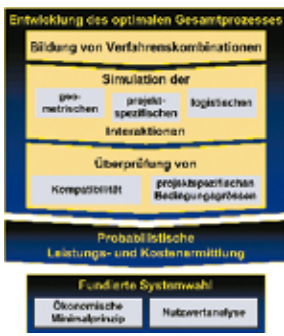 Entwicklung des optimalen Gesamtprozesses
Bildung von Verfahrenskombinationen
Simulation der
geo-
metrischen
projekt-
spezifischen
logistischen
Interaktionen
Überprüfung von
Kompatibilität
projektspezifischen
Bedingungsgrössen
Probabilistische
Leistungs- und Kostenermittlung
Fundierte Systemwahl
Ökonomische
Minimalprinzip
Nutzwertanalyse